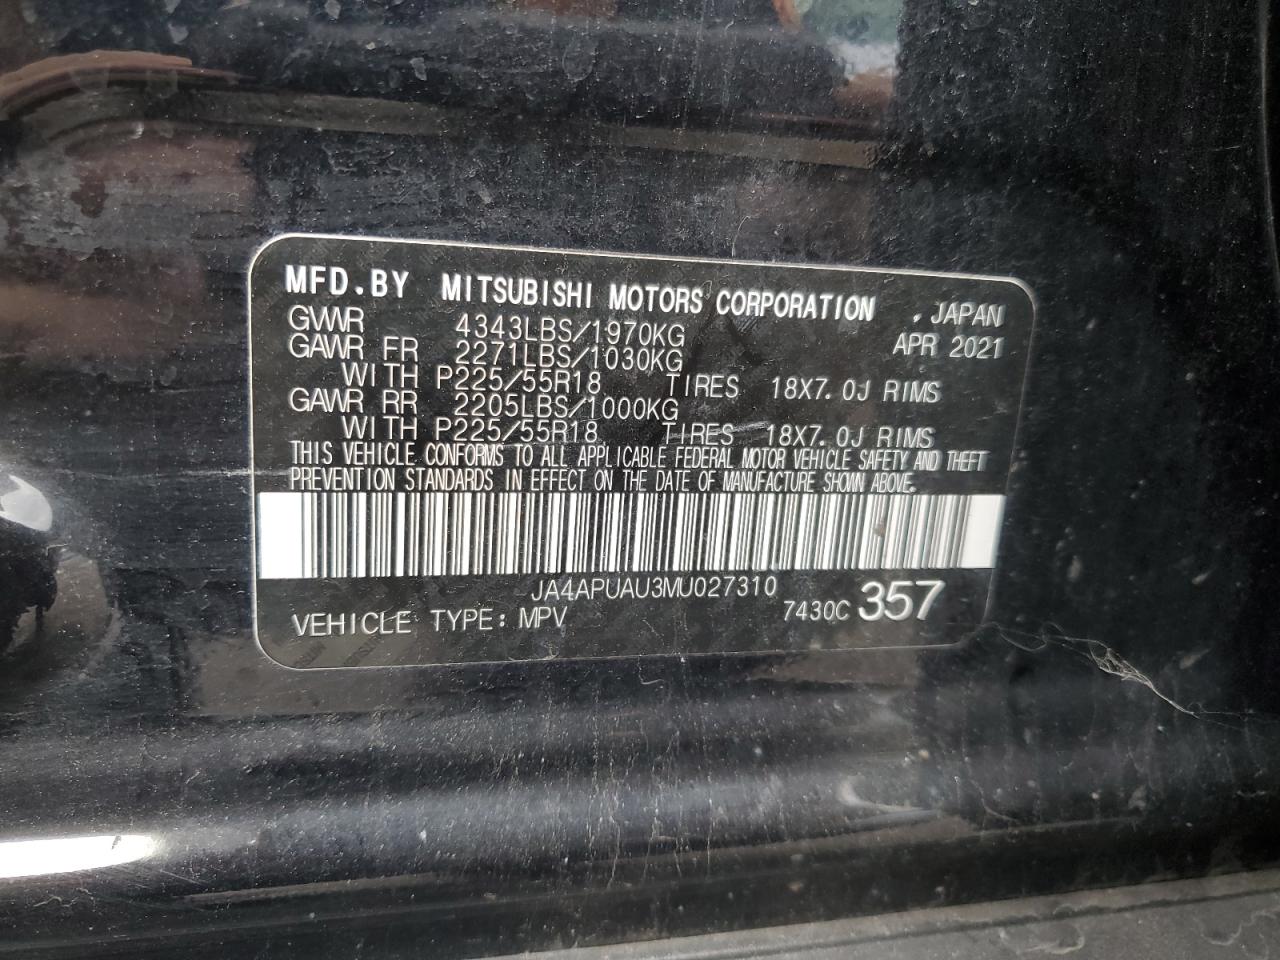 MFD.BY MITSUBISHI MOTORS CORPORATION , JAPAN
GVWR 4343LBS/1970KG APR 2021
GAWR FR 2271LBS/1030KG
WITH P225/55R18 TIRES 18X7.0J RIMS
GAWR RR 2205LBS/1000KG
WITH P225/55R18 TIRES 18X7.0J RIMS
THIS VEHICLE CONFORMS TO ALL APPLICABLE FEDERAL MOTOR VEHICLE SAFETY AND THEFT
PREVENTION STANDARDS IN EFFECT ON THE DATE OF MANUFACTURE SHOWN ABOVE.
JA4APUAU3MU027310
VEHICLE TYPE: MPV 7430C 357